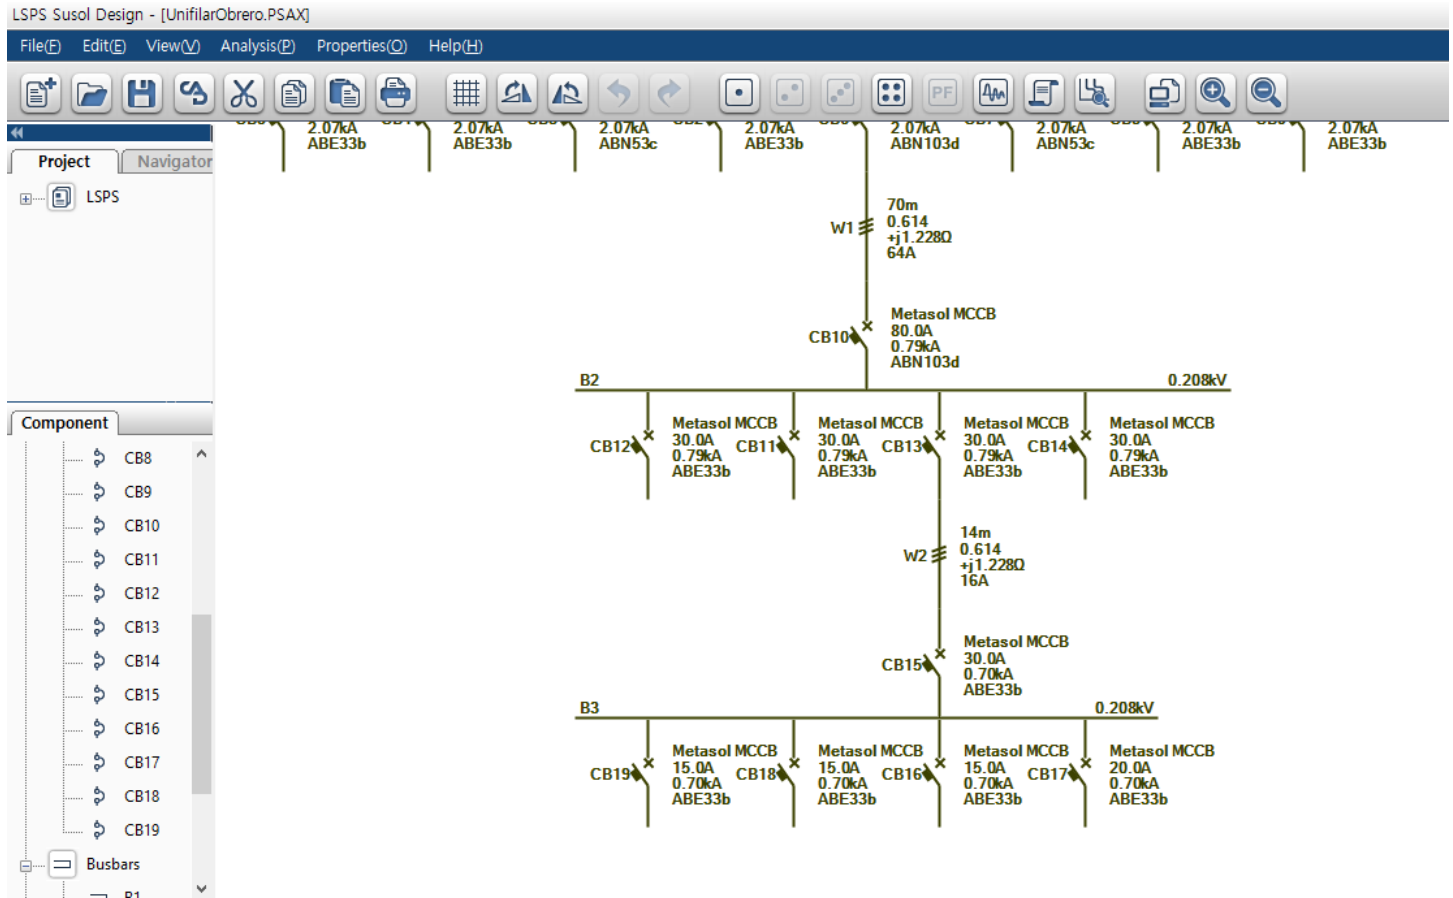 LSPS Susol Design - [UnifilarObrero.PSAX]
File(F) Edit(E) View(V) Analysis(P) Properties(O) Help(H)
PF
Project Navigator
LSPS
2.07kA
ABE33b
2.07kA
ABE33b
2.07kA
ABN53c
2.07kA
ABE33b
2.07kA
ABN103d
2.07kA
ABN53c
2.07kA
ABE33b
2.07kA
ABE33b
W1
70m
0.614
+j1.228Ω
64A
CB10
Metasol MCCB
80.0A
0.79kA
ABN103d
B2 0.208kV
CB12
Metasol MCCB
30.0A
0.79kA
ABE33b
CB11
Metasol MCCB
30.0A
0.79kA
ABE33b
CB13
Metasol MCCB
30.0A
0.79kA
ABE33b
CB14
Metasol MCCB
30.0A
0.79kA
ABE33b
W2
14m
0.614
+j1.228Ω
16A
CB15
Metasol MCCB
30.0A
0.70kA
ABE33b
B3 0.208kV
CB19
Metasol MCCB
15.0A
0.70kA
ABE33b
CB18
Metasol MCCB
15.0A
0.70kA
ABE33b
CB16
Metasol MCCB
15.0A
0.70kA
ABE33b
CB17
Metasol MCCB
20.0A
0.70kA
ABE33b
Component
CB8
CB9
CB10
CB11
CB12
CB13
CB14
CB15
CB16
CB17
CB18
CB19
Busbars
B1